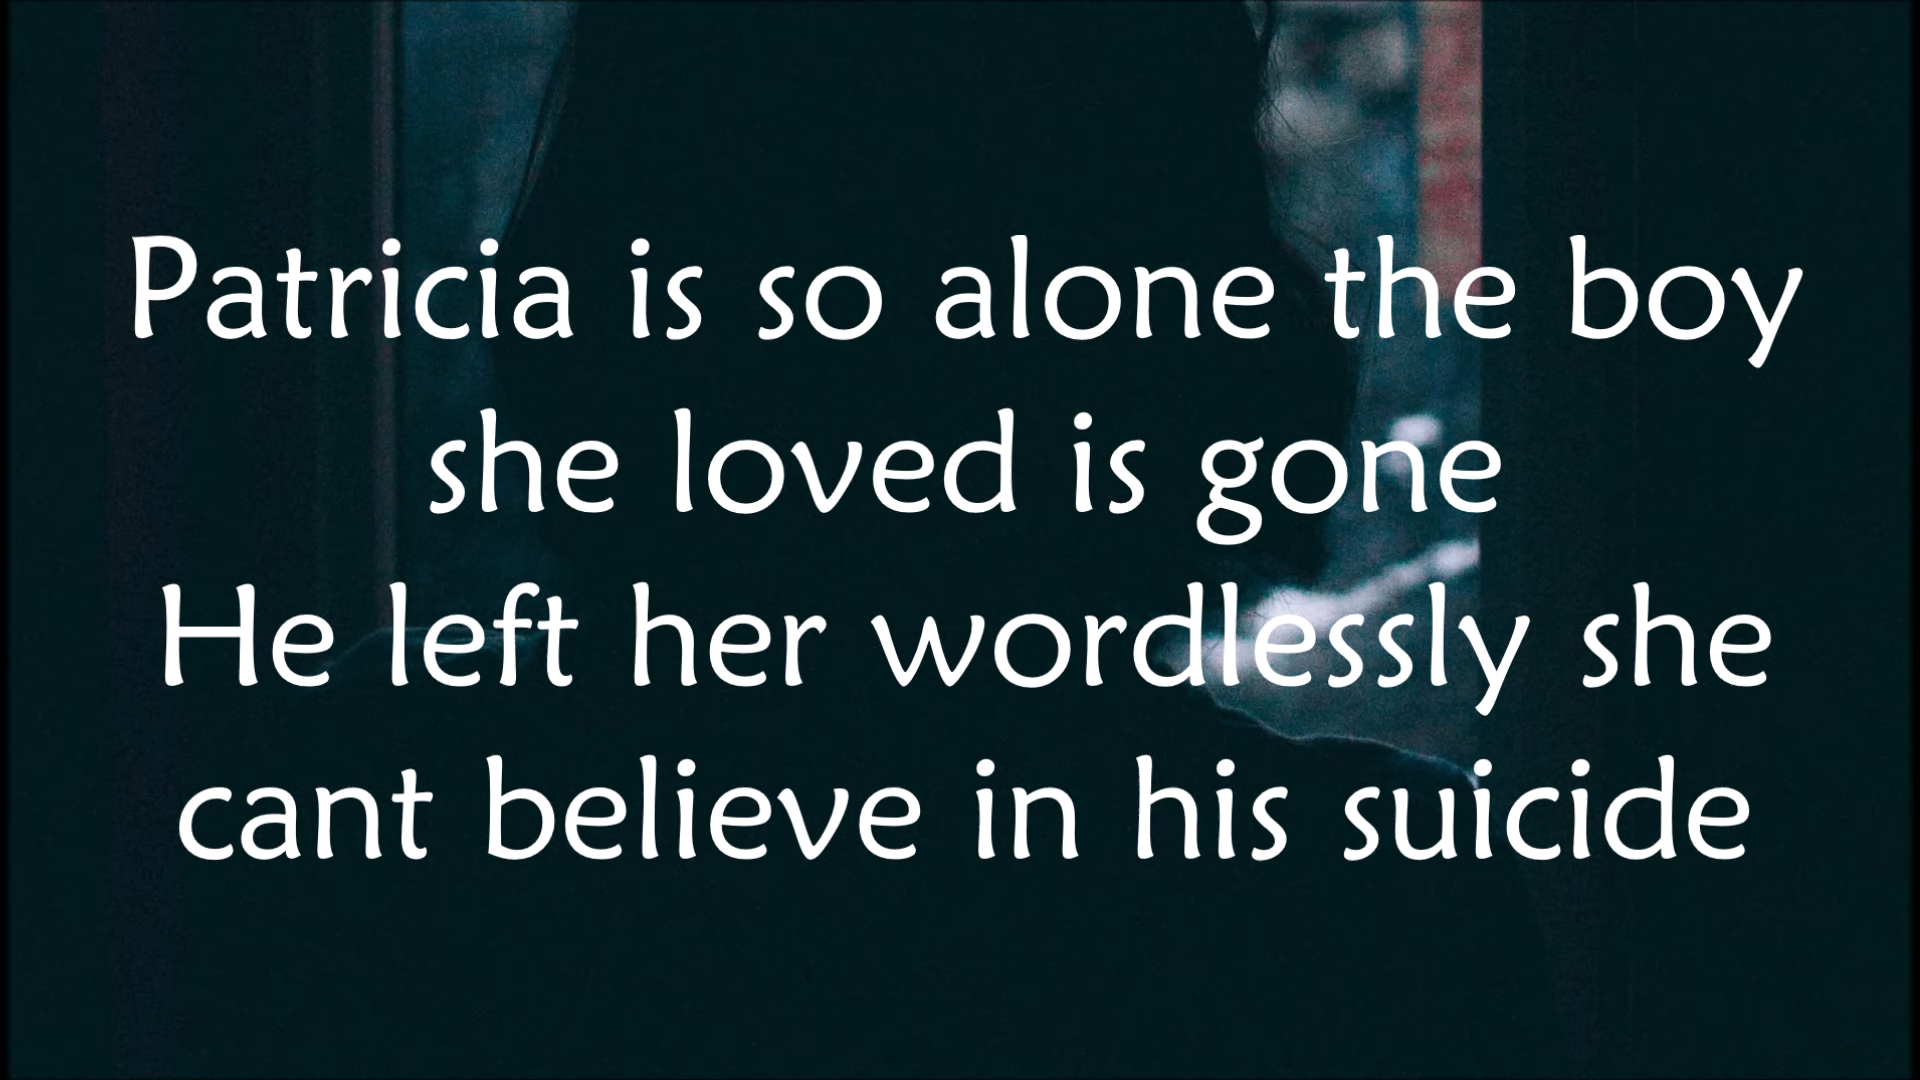 Patricia is so alone the boy
she loved is gone
He left her wordlessly she
cant believe in his suicide